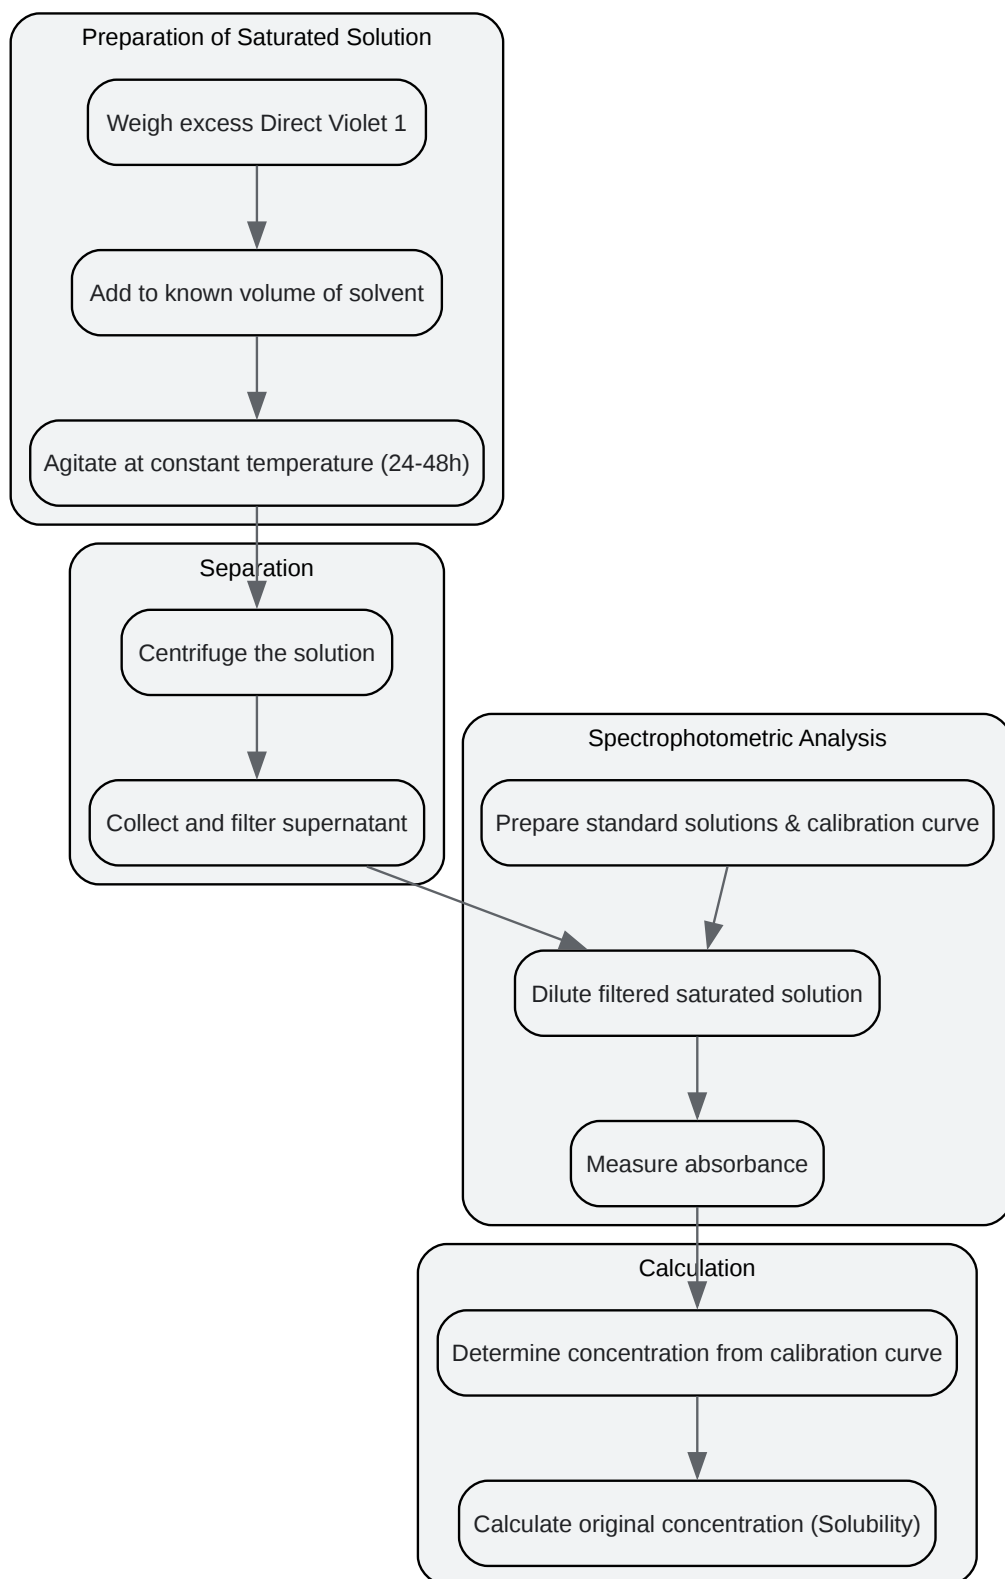 Preparation of Saturated Solution
Weigh excess Direct Violet 1
Add to known volume of solvent
Agitate at constant temperature (24-48h)
Separation
Centrifuge the solution
Collect and filter supernatant
Spectrophotometric Analysis
Prepare standard solutions & calibration curve
Dilute filtered saturated solution
Measure absorbance
Calculation
Determine concentration from calibration curve
Calculate original concentration (Solubility)